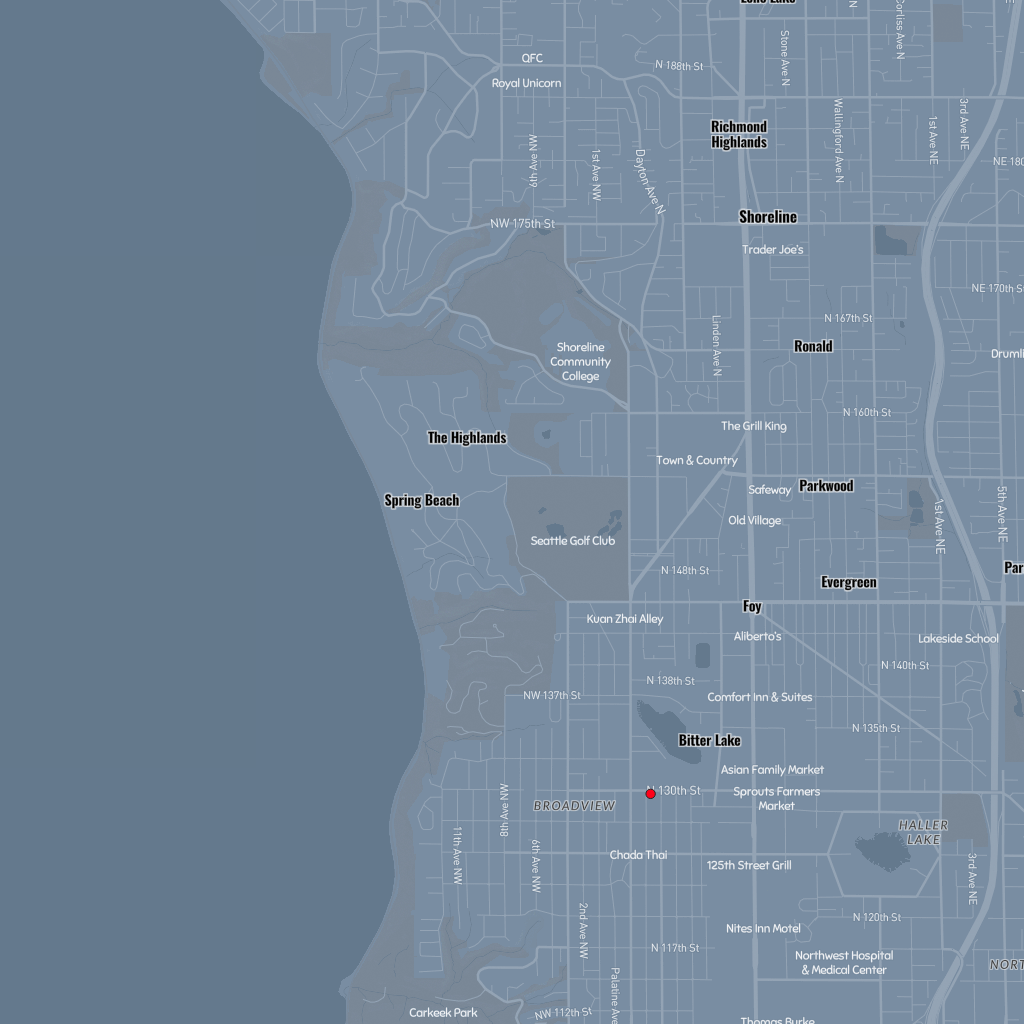 Corliss Ave N
Stone Ave N
QFC
N 188th St
Royal Unicorn
Richmond
Highlands
Wallingford Ave N
1st Ave NE
3rd Ave NE
6th Ave NW
1st Ave NW
Dayton Ave N
Shoreline
NW 175th St
Trader Joe's
NE 170th St
N 167th St
Linden Ave N
Ronald
Shoreline
Community
College
N 160th St
The Grill King
The Highlands
Town & Country
Spring Beach
Safeway
Parkwood
Old Village
1st Ave NE
5th Ave NE
Seattle Golf Club
N 148th St
Evergreen
Foy
Kuan Zhai Alley
Aliberto's
Lakeside School
N 140th St
N 138th St
NW 137th St
Comfort Inn & Suites
N 135th St
Bitter Lake
Asian Family Market
N 130th St
Sprouts Farmers
Market
BROADVIEW
8th Ave NW
HALLER
LAKE
11th Ave NW
6th Ave NW
Chada Thai
125th Street Grill
3rd Ave NE
2nd Ave NW
N 120th St
Nites Inn Motel
N 117th St
Northwest Hospital
& Medical Center
Palatine Ave
Carkeek Park
NW 112th St
Thomas Burke